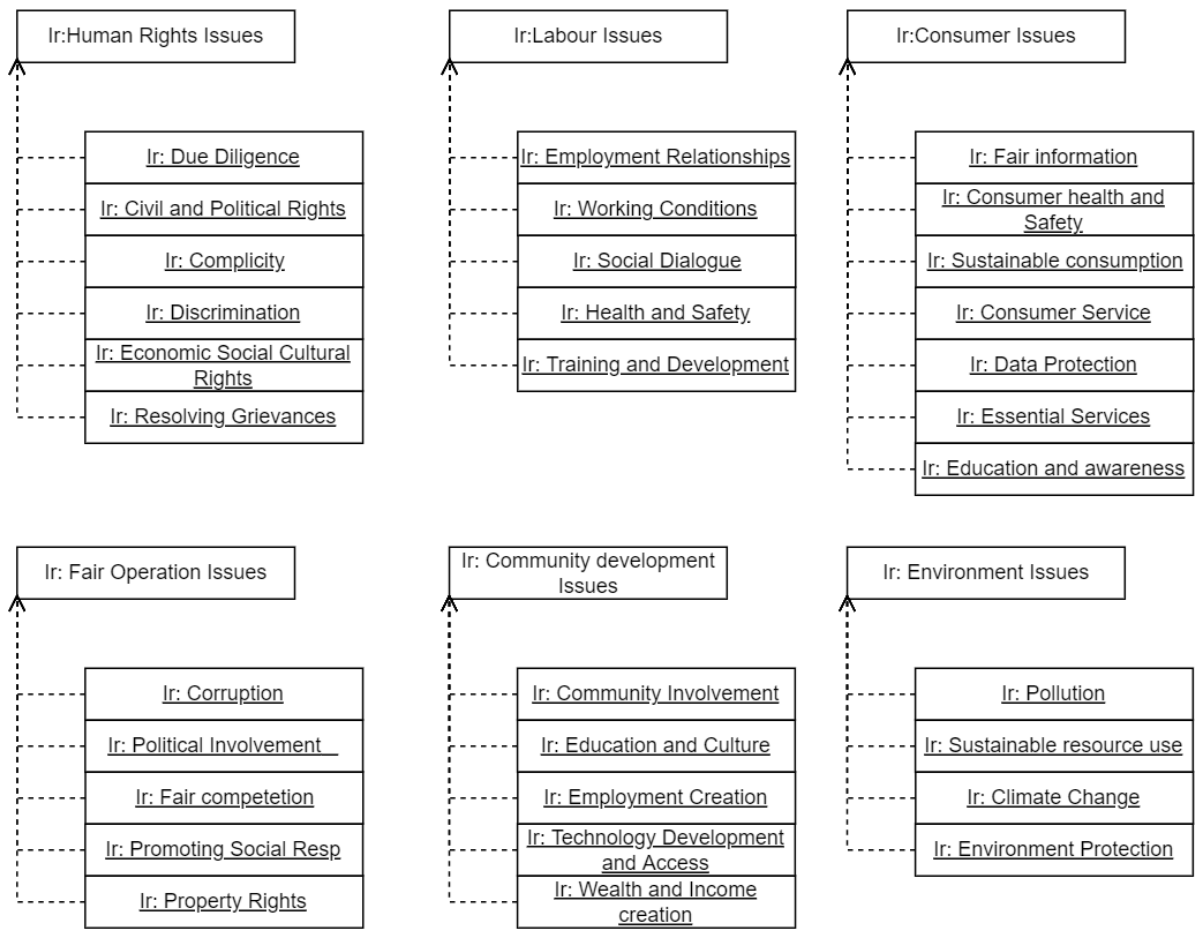 Ir:Human Rights Issues
Ir: Due Diligence
Ir: Civil and Political Rights
Ir: Complicity
Ir: Discrimination
Ir: Economic Social Cultural
Rights
Ir: Resolving Grievances
Ir:Labour Issues
Ir: Employment Relationships
Ir: Working Conditions
Ir: Social Dialogue
Ir: Health and Safety
Ir: Training and Development
Ir:Consumer Issues
Ir: Fair information
Ir: Consumer health and
Safety
Ir: Sustainable consumption
Ir: Consumer Service
Ir: Data Protection
Ir: Essential Services
Ir: Education and awareness
Ir: Fair Operation Issues
Ir: Corruption
Ir: Political Involvement
Ir: Fair competetion
Ir: Promoting Social Resp
Ir: Property Rights
Ir: Community development
Issues
Ir: Community Involvement
Ir: Education and Culture
Ir: Employment Creation
Ir: Technology Development
and Access
Ir: Wealth and Income
creation
Ir: Environment Issues
Ir: Pollution
Ir: Sustainable resource use
Ir: Climate Change
Ir: Environment Protection